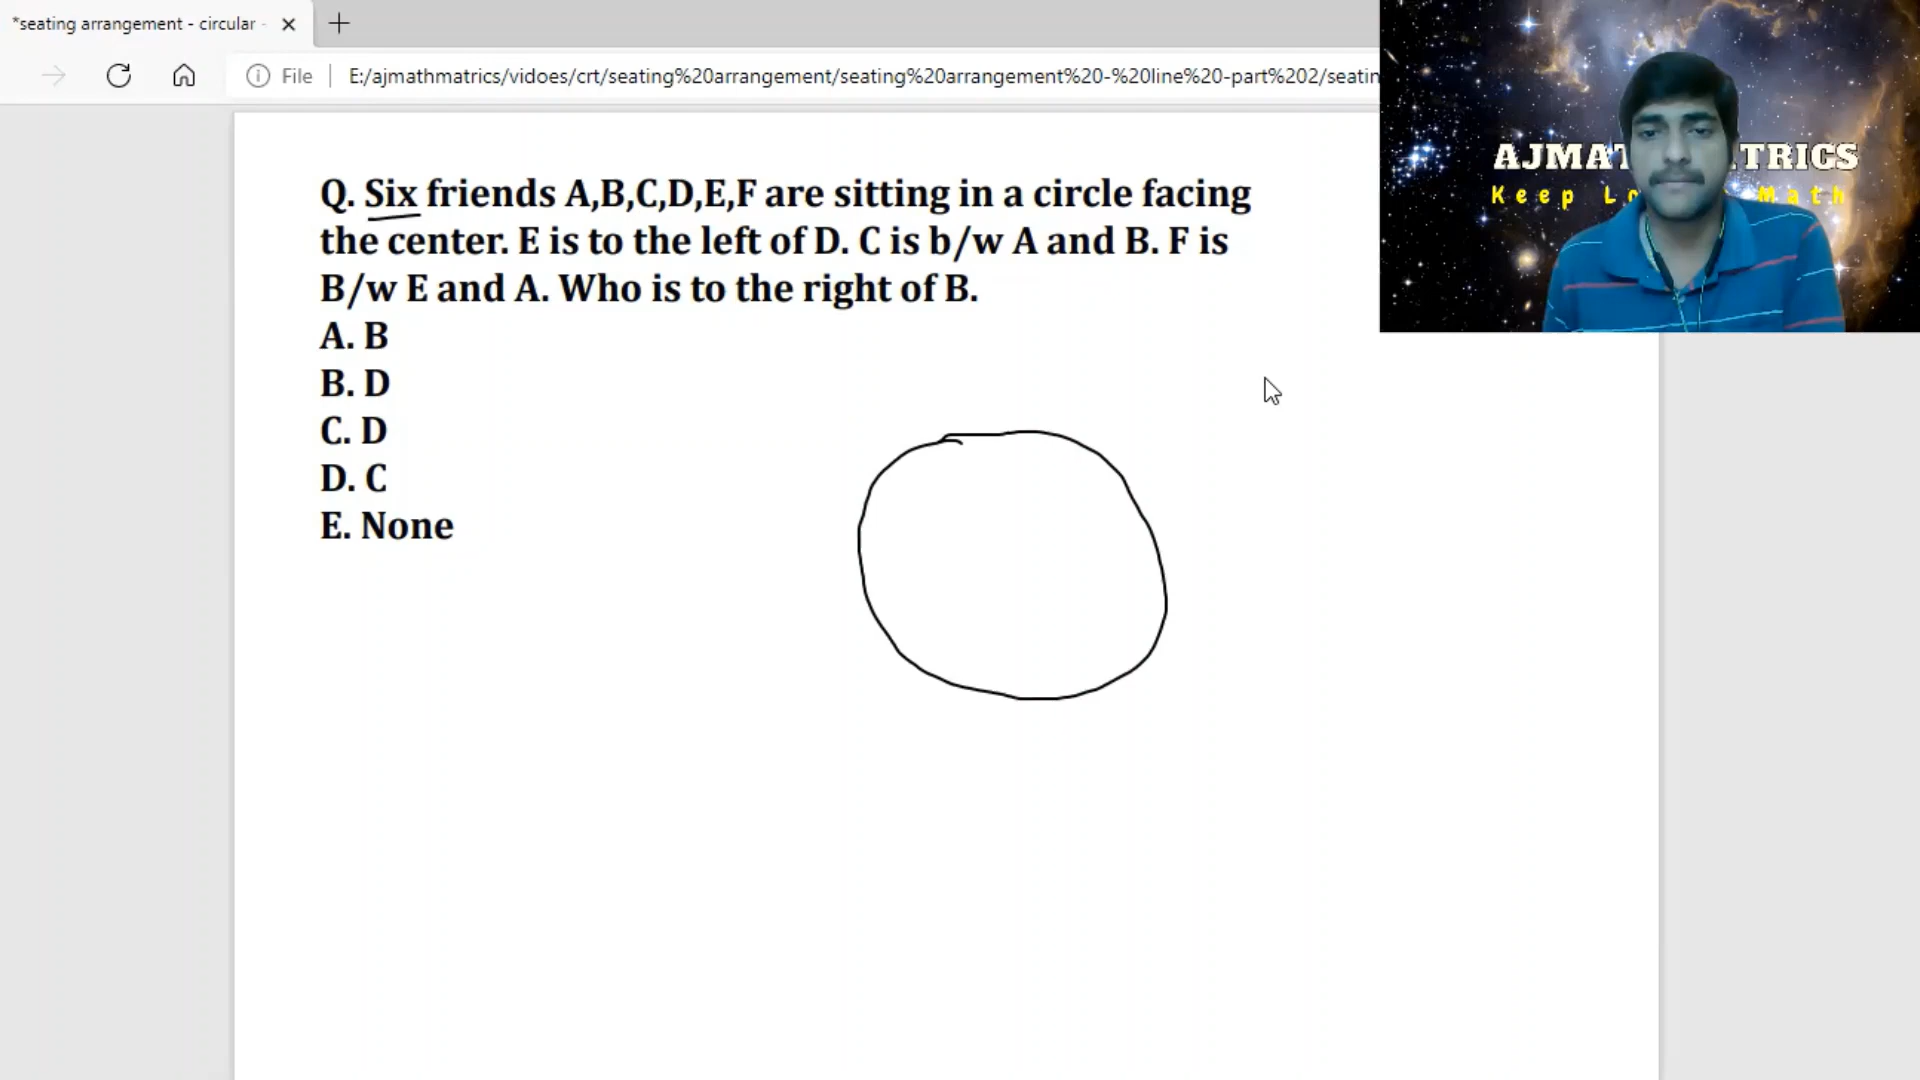 *seating arrangement - circular -
File
E:/ajmathmatrics/vidoes/crt/seating%20arrangement/seating%20arrangement%20-%20line%20-part%202/seatin
AJMAT TRICS
Keep Lo Math
Q. Six friends A,B,C,D,E,F are sitting in a circle facing
the center. E is to the left of D. C is b/w A and B. F is
B/w E and A. Who is to the right of B.
A. B
B. D
C. D
D. C
E. None